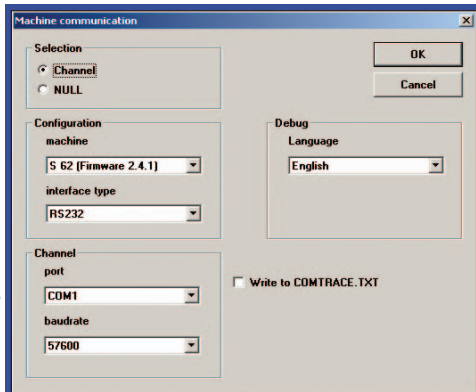 Machine communication
Selection
Channel
NULL
OK
Cancel
Configuration
machine
S 62 (Firmware 2.4.1)
interface type
RS232
Debug
Language
English
Channel
port
COM1
baudrate
57600
Write to COMTRACE.TXT